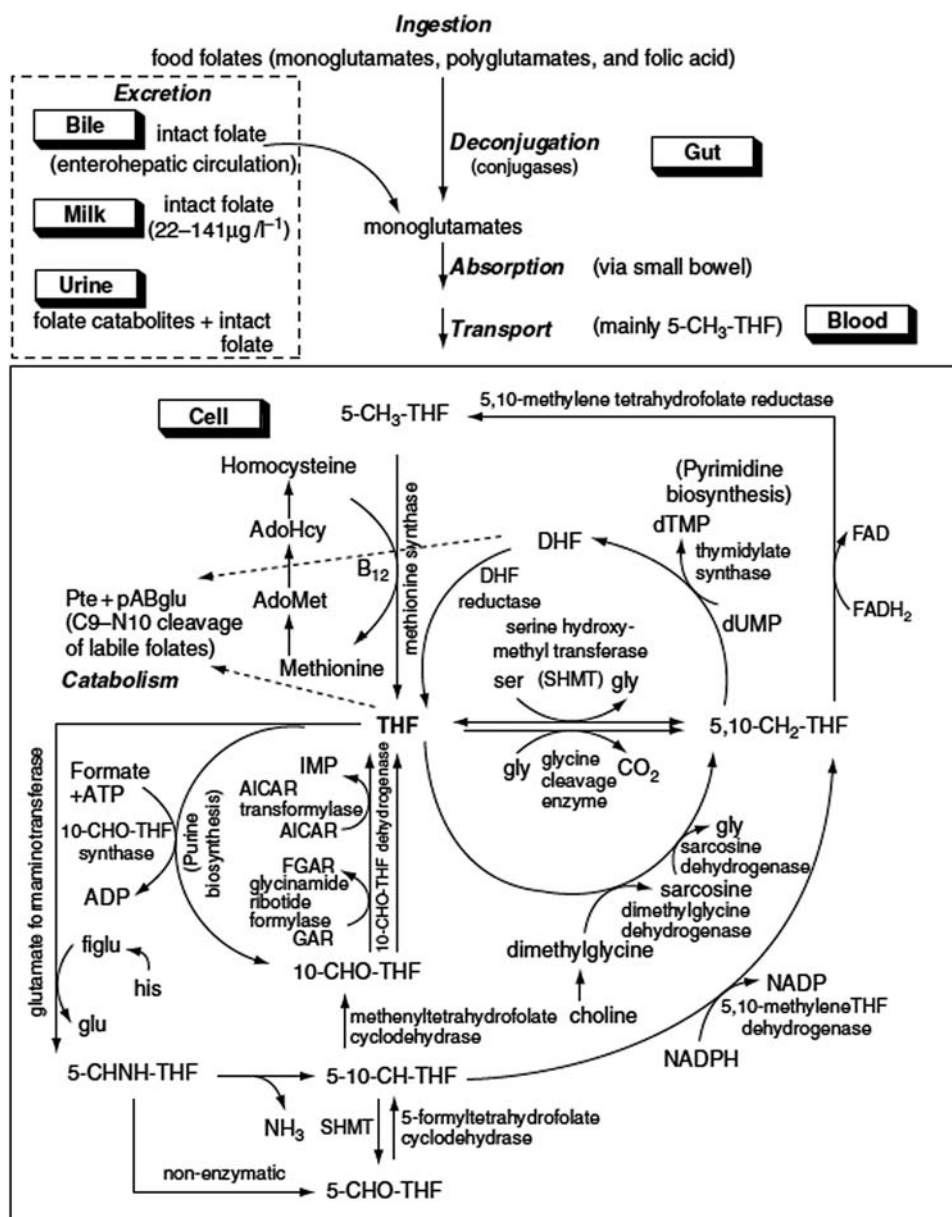 Ingestion
food folates (monoglutamates, polyglutamates, and folic acid)
Excretion
Bile
intact folate
(enterohepatic circulation)
Milk
intact folate
(22–141µg /l⁻¹)
Urine
folate catabolites + intact
folate
Deconjugation
(conjugases)
Gut
monoglutamates
Absorption (via small bowel)
Transport (mainly 5-CH₃-THF)
Blood
Cell
5-CH₃-THF
5,10-methylene tetrahydrofolate reductase
Homocysteine
AdoHcy
AdoMet
Methionine
B₁₂
methionine synthase
Pte + pABglu
(C9–N10 cleavage
of labile folates)
Catabolism
DHF
DHF
reductase
(Pyrimidine
biosynthesis)
dTMP
thymidylate
synthase
dUMP
FAD
FADH₂
serine hydroxy-
methyl transferase
ser (SHMT) gly
THF
5,10-CH₂-THF
gly
glycine
cleavage
enzyme
CO₂
glutamate formaminotransferase
Formate
+ATP
10-CHO-THF
synthase
ADP
(Purine
biosynthesis)
IMP
AICAR
transformylase
AICAR
FGAR
glycinamide
ribotide
formylase
GAR
10-CHO-THF dehydrogenase
10-CHO-THF
gly
sarcosine
dehydrogenase
sarcosine
dimethylglycine
dehydrogenase
dimethylglycine
choline
figlu
his
glu
methenyltetrahydrofolate
cyclodehydrase
NADP
5,10-methyleneTHF
dehydrogenase
NADPH
5-CHNH-THF
5-10-CH-THF
NH₃
SHMT
5-formyltetrahydrofolate
cyclodehydrase
non-enzymatic
5-CHO-THF